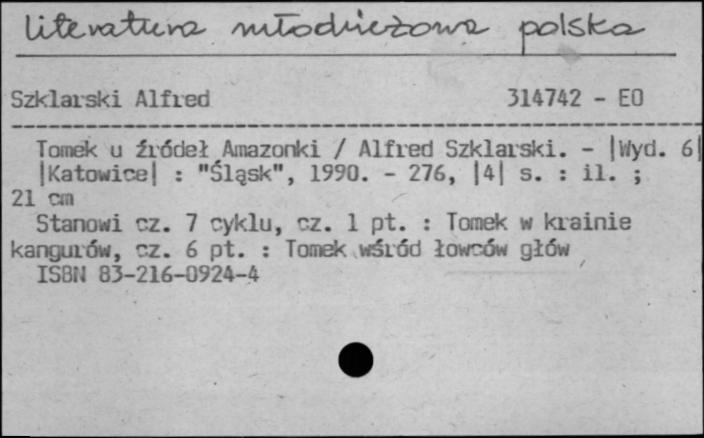 literatura młodzieżowa polska
Szklarski Alfred 314742 - EO
Tomek u źródeł Amazonki / Alfred Szklarski. - |Wyd. 6|
|Katowice| : "Śląsk", 1990. - 276, |4| s. : il. ;
21 cm
Stanowi cz. 7 cyklu, cz. 1 pt. : Tomek w krainie
kangurów, cz. 6 pt. : Tomek wśród łowców głów
ISBN 83-216-0924-4